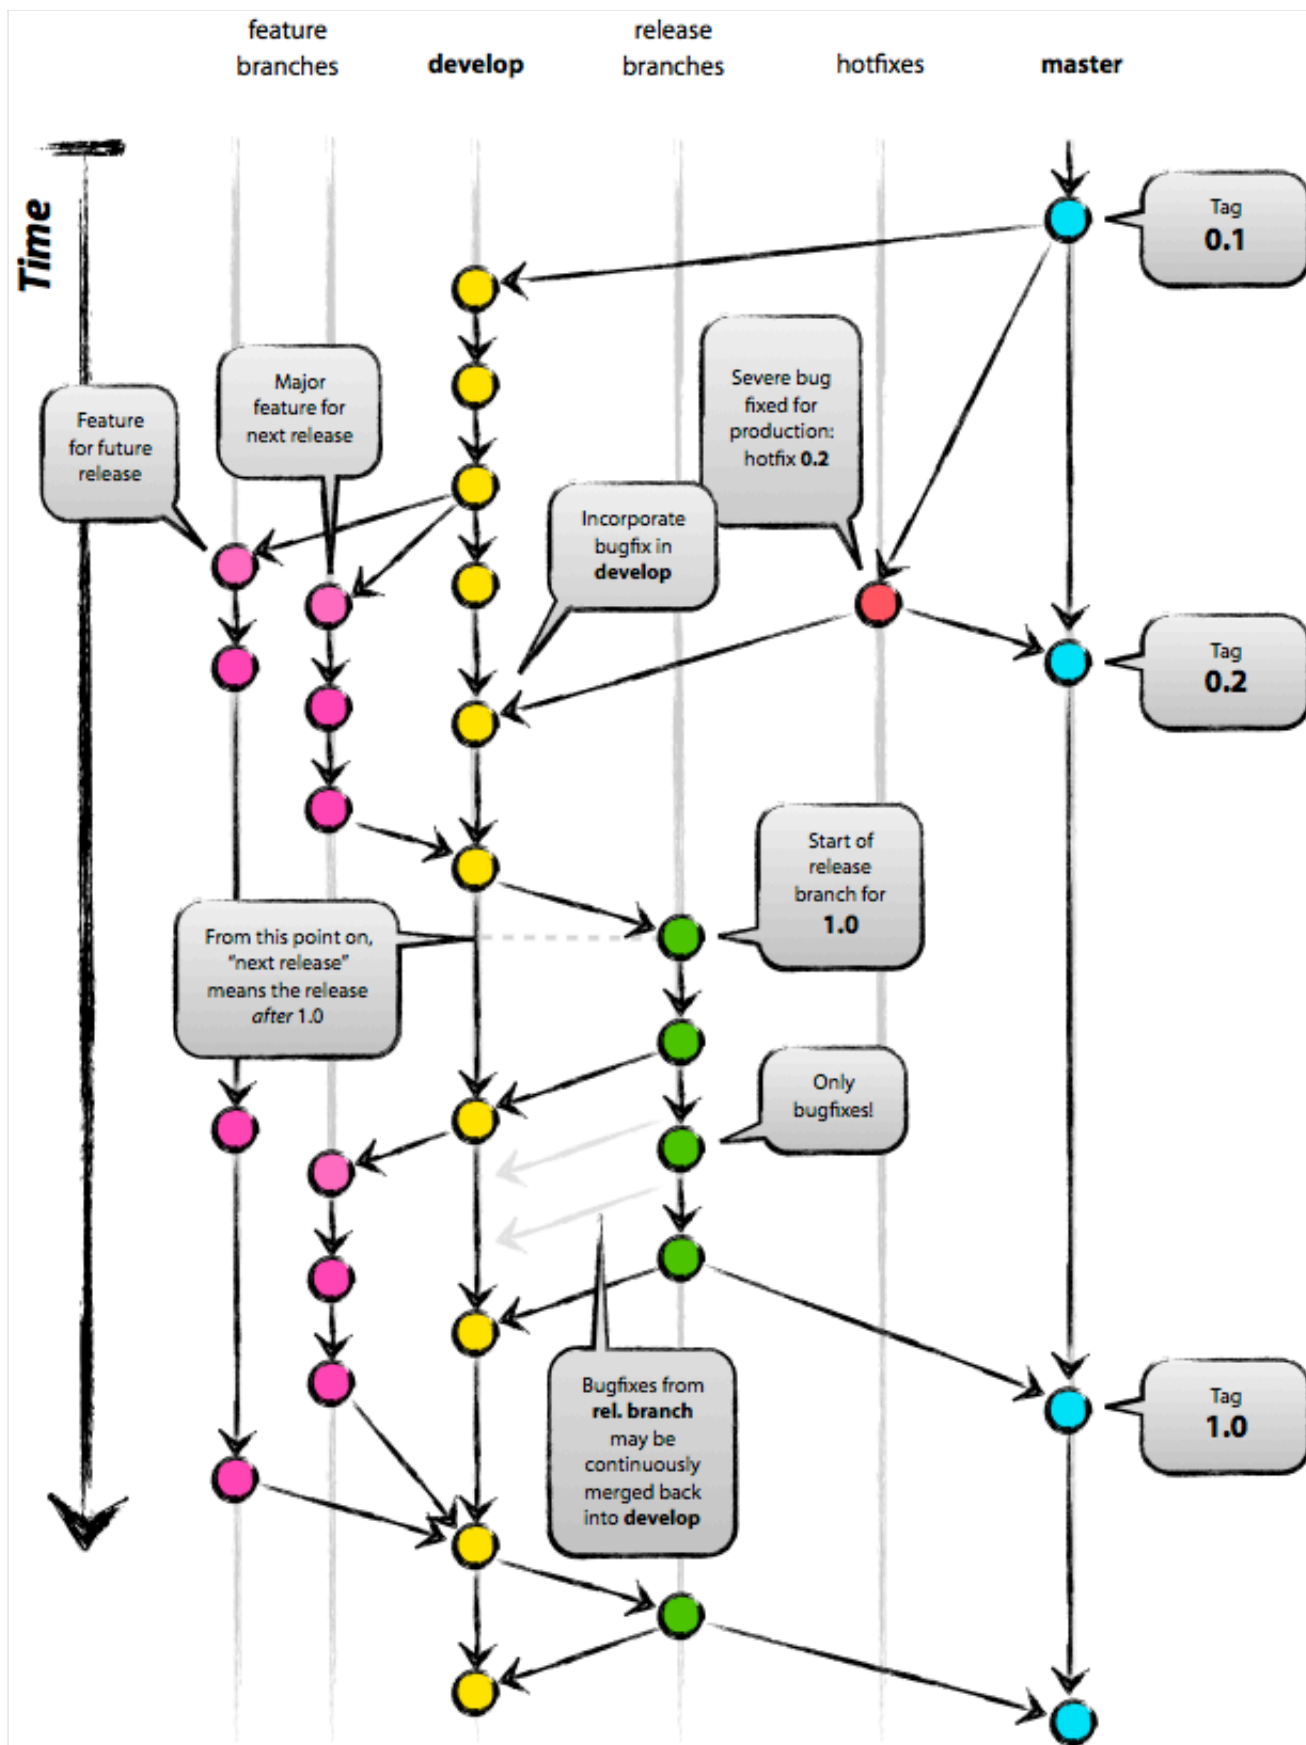 feature
branches
develop
release
branches
hotfixes
master
Time
Tag
0.1
Major
feature for
next release
Feature
for future
release
Severe bug
fixed for
production:
hotfix 0.2
Incorporate
bugfix in
develop
Tag
0.2
Start of
release
branch for
1.0
From this point on,
“next release”
means the release
after 1.0
Only
bugfixes!
Bugfixes from
rel. branch
may be
continuously
merged back
into develop
Tag
1.0